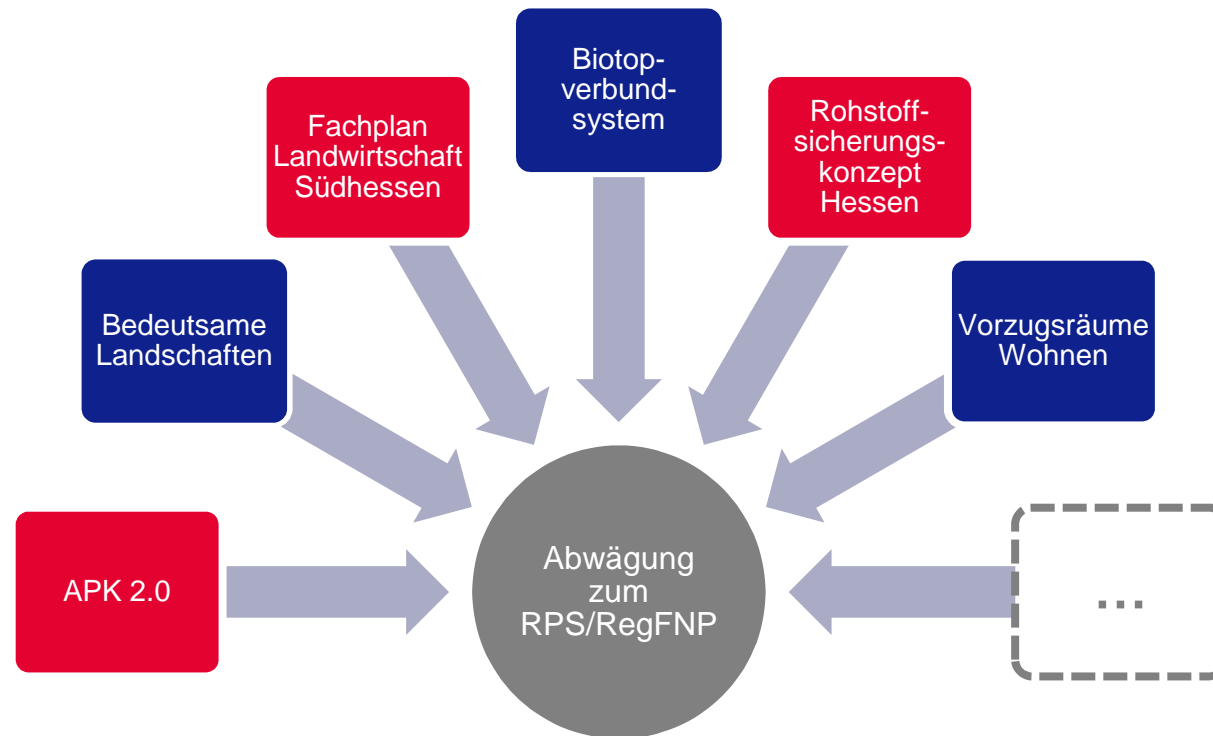 Biotop-
verbund-
system
Fachplan
Landwirtschaft
Südhessen
Rohstoff-
sicherungs-
konzept
Hessen
Bedeutsame
Landschaften
Vorzugsräume
Wohnen
APK 2.0
Abwägung
zum
RPS/RegFNP
...